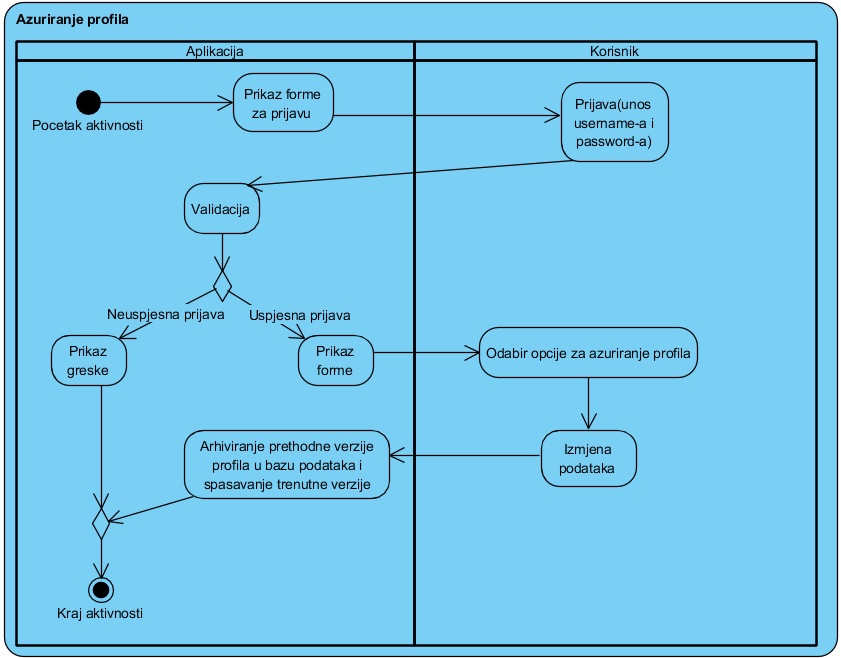 Azuriranje profila
Aplikacija
Korisnik
Prikaz forme
za prijavu
Prijava(unos
username-a i
password-a)
Pocetak aktivnosti
Validacija
Neuspjesna prijava
Uspjesna prijava
Prikaz
greske
Prikaz
forme
Odabir opcije za azuriranje profila
Arhiviranje prethodne verzije
profila u bazu podataka i
spasavanje trenutne verzije
Izmjena
podataka
Kraj aktivnosti